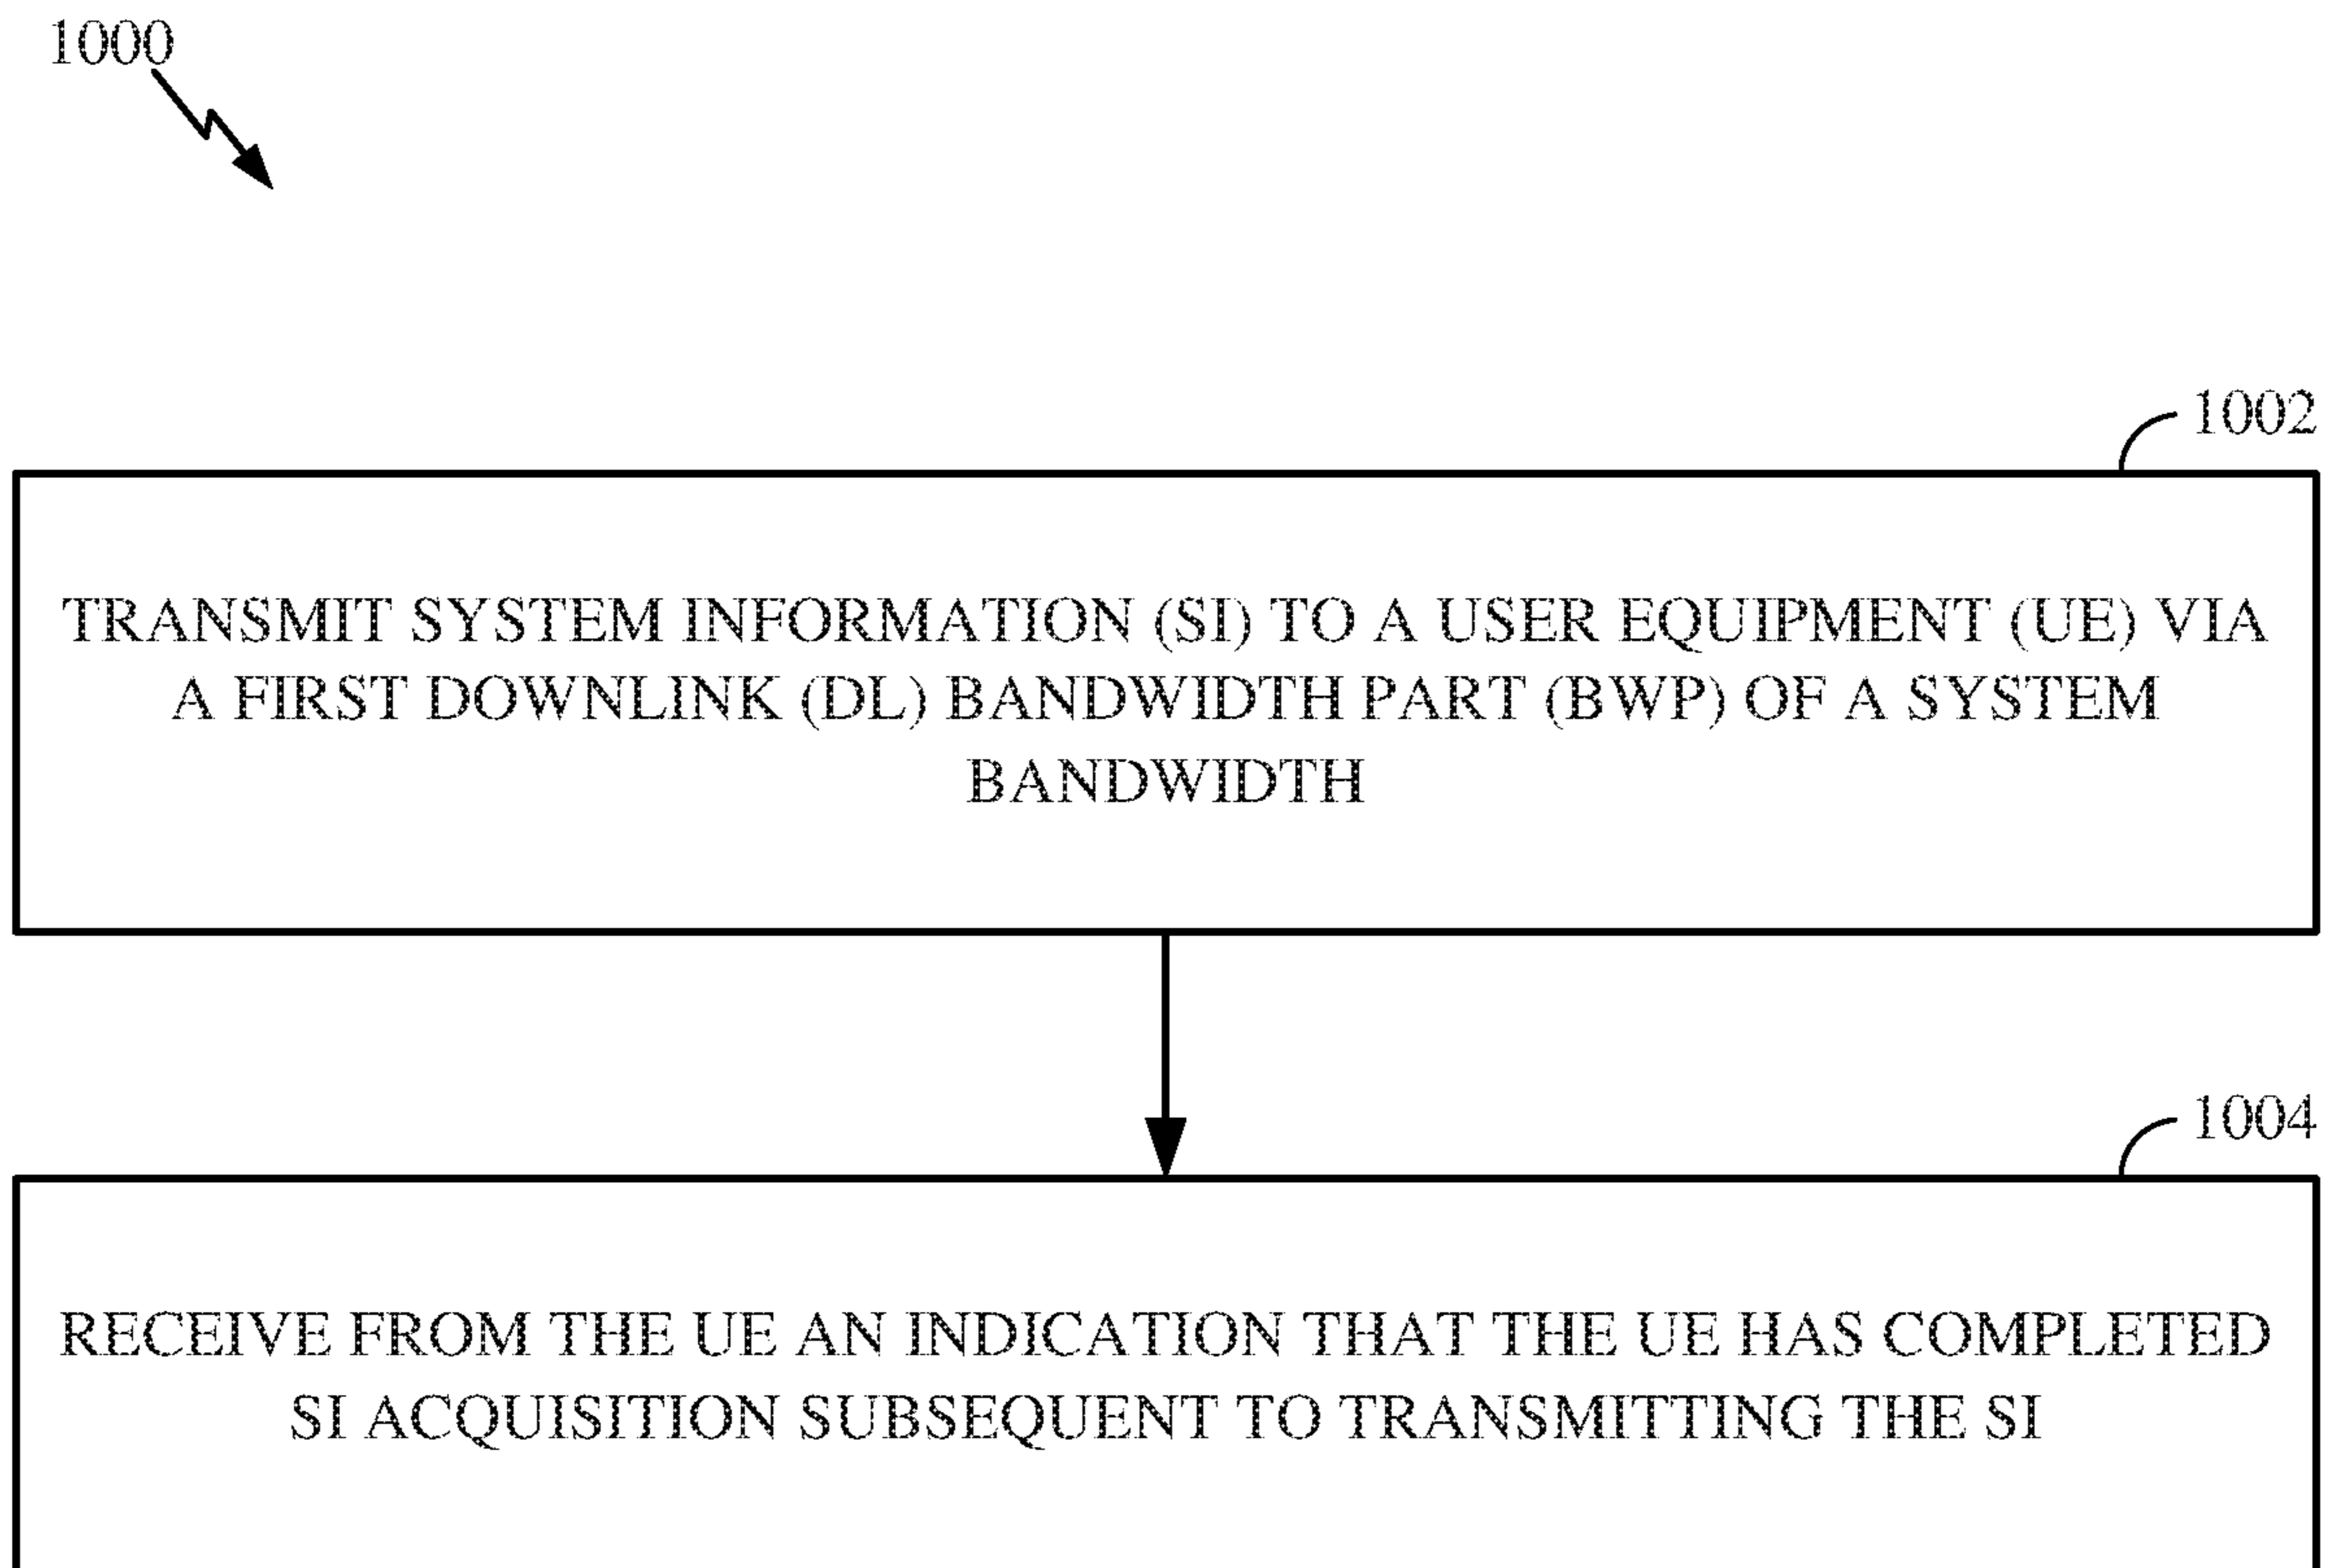 1000
1002
TRANSMIT SYSTEM INFORMATION (SI) TO A USER EQUIPMENT (UE) VIA
A FIRST DOWNLINK (DL) BANDWIDTH PART (BWP) OF A SYSTEM
BANDWIDTH
1004
RECEIVE FROM THE UE AN INDICATION THAT THE UE HAS COMPLETED
SI ACQUISITION SUBSEQUENT TO TRANSMITTING THE SI